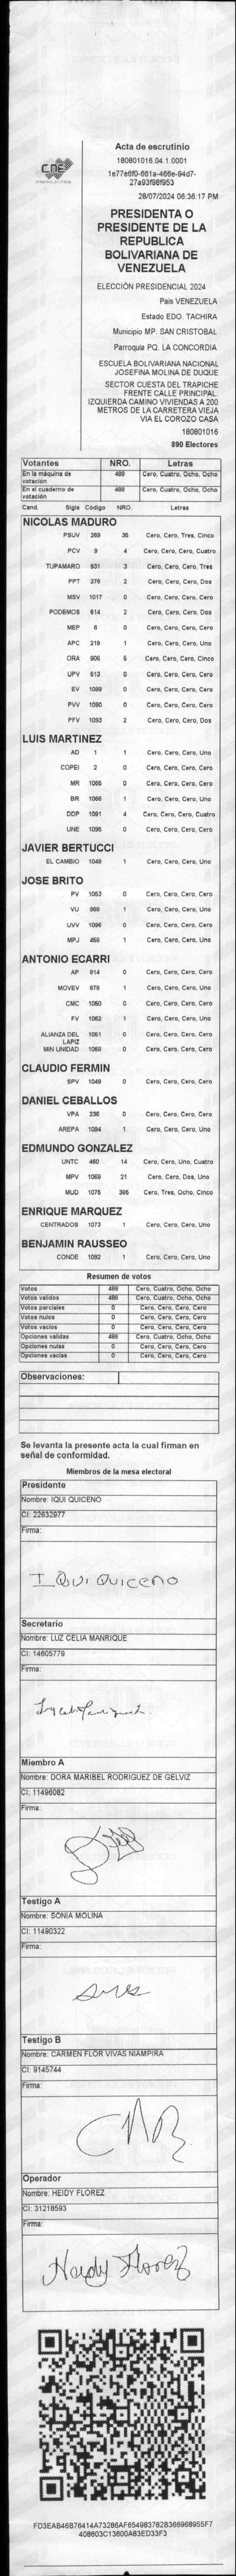 CNE
Acta de escrutinio
180801016.04.1.0001
1e77e6f0-661a-466e-94d7-
27a93f98f953
28/07/2024 06:36:17 PM
PRESIDENTA O
PRESIDENTE DE LA
REPUBLICA
BOLIVARIANA DE
VENEZUELA
ELECCIÓN PRESIDENCIAL 2024
Pais VENEZUELA
Estado EDO. TACHIRA
Municipio MP. SAN CRISTOBAL
Parroquia PQ. LA CONCORDIA
ESCUELA BOLIVARIANA NACIONAL
JOSEFINA MOLINA DE DUQUE
SECTOR CUESTA DEL TRAPICHE
FRENTE CALLE PRINCIPAL.
IZQUIERDA CAMINO VIVIENDAS A 200
METROS DE LA CARRETERA VIEJA
VIA EL COROZO CASA
180801016
890 Electores
Votantes NRO. Letras
En la máquina de votación 488 Cero, Cuatro, Ocho, Ocho
En el cuaderno de votación 488 Cero, Cuatro, Ocho, Ocho
Cand. Sigla Código NRO. Letras
NICOLAS MADURO
PSUV 269 35 Cero, Cero, Tres, Cinco
PCV 9 4 Cero, Cero, Cero, Cuatro
TUPAMARO 931 3 Cero, Cero, Cero, Tres
PPT 276 2 Cero, Cero, Cero, Dos
MSV 1017 0 Cero, Cero, Cero, Cero
PODEMOS 514 2 Cero, Cero, Cero, Dos
MEP 6 0 Cero, Cero, Cero, Cero
APC 219 1 Cero, Cero, Cero, Uno
ORA 906 5 Cero, Cero, Cero, Cinco
UPV 513 0 Cero, Cero, Cero, Cero
EV 1089 0 Cero, Cero, Cero, Cero
PVV 1090 0 Cero, Cero, Cero, Cero
PFV 1093 2 Cero, Cero, Cero, Dos
LUIS MARTINEZ
AD 1 1 Cero, Cero, Cero, Uno
COPEI 2 0 Cero, Cero, Cero, Cero
MR 1065 0 Cero, Cero, Cero, Cero
BR 1066 1 Cero, Cero, Cero, Uno
DDP 1091 4 Cero, Cero, Cero, Cuatro
UNE 1095 0 Cero, Cero, Cero, Cero
JAVIER BERTUCCI
EL CAMBIO 1048 1 Cero, Cero, Cero, Uno
JOSE BRITO
PV 1053 0 Cero, Cero, Cero, Cero
VU 868 1 Cero, Cero, Cero, Uno
UVV 1096 0 Cero, Cero, Cero, Cero
MPJ 458 1 Cero, Cero, Cero, Uno
ANTONIO ECARRI
AP 914 0 Cero, Cero, Cero, Cero
MOVEV 878 1 Cero, Cero, Cero, Uno
CMC 1050 0 Cero, Cero, Cero, Cero
FV 1062 1 Cero, Cero, Cero, Uno
ALIANZA DEL LAPIZ 1051 0 Cero, Cero, Cero, Cero
MIN UNIDAD 1069 0 Cero, Cero, Cero, Cero
CLAUDIO FERMIN
SPV 1049 0 Cero, Cero, Cero, Cero
DANIEL CEBALLOS
VPA 236 0 Cero, Cero, Cero, Cero
AREPA 1094 1 Cero, Cero, Cero, Uno
EDMUNDO GONZALEZ
UNTC 460 14 Cero, Cero, Uno, Cuatro
MPV 1069 21 Cero, Cero, Dos, Uno
MUD 1075 385 Cero, Tres, Ocho, Cinco
ENRIQUE MARQUEZ
CENTRADOS 1073 1 Cero, Cero, Cero, Uno
BENJAMIN RAUSSEO
CONDE 1092 1 Cero, Cero, Cero, Uno
Resumen de votos
Votos 488 Cero, Cuatro, Ocho, Ocho
Votos validos 488 Cero, Cuatro, Ocho, Ocho
Votos parciales 0 Cero, Cero, Cero, Cero
Votos nulos 0 Cero, Cero, Cero, Cero
Votos vacíos 0 Cero, Cero, Cero, Cero
Opciones validas 488 Cero, Cuatro, Ocho, Ocho
Opciones nulas 0 Cero, Cero, Cero, Cero
Opciones vacías 0 Cero, Cero, Cero, Cero
Observaciones:
Se levanta la presente acta la cual firman en
señal de conformidad.
Miembros de la mesa electoral
Presidente
Nombre: IQUI QUICENO
CI: 22632977
Firma:
IQUI QUICENO
Secretario
Nombre: LUZ CELIA MANRIQUE
CI: 14605779
Firma:
Miembro A
Nombre: DORA MARIBEL RODRIGUEZ DE GELVIZ
CI: 11496082
Firma:
Testigo A
Nombre: SONIA MOLINA
CI: 11490322
Firma:
Testigo B
Nombre: CARMEN FLOR VIVAS NIAMPIRA
CI: 9145744
Firma:
Operador
Nombre: HEIDY FLOREZ
CI: 31218593
Firma:
Heidy Florez
FD3EAB46B76414A73286AF654983782B366968955F7
408603C13600A83ED33F3